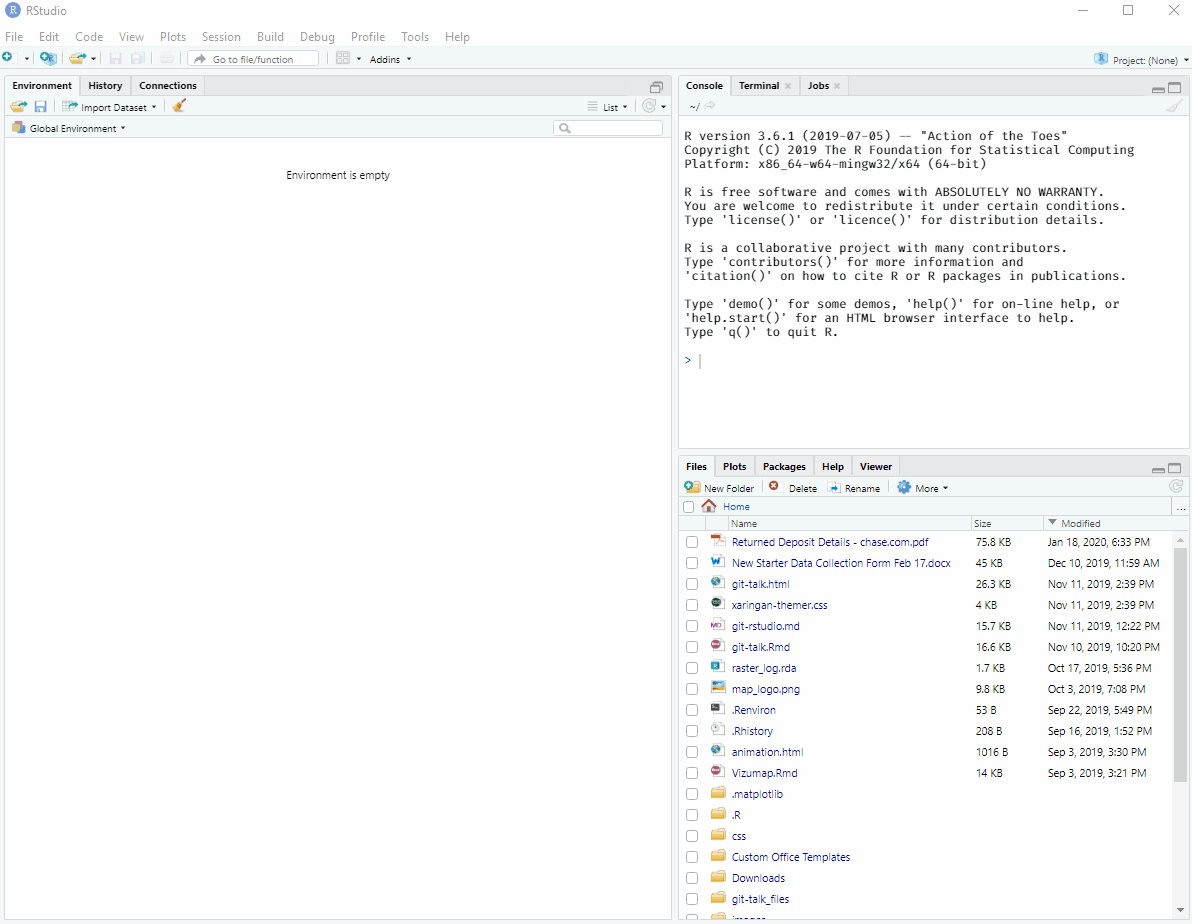 RStudio
File Edit Code View Plots Session Build Debug Profile Tools Help
Go to file/function Addins Project: (None)
Environment History Connections
Import Dataset List
Global Environment
Environment is empty
Console Terminal Jobs
~/
R version 3.6.1 (2019-07-05) -- "Action of the Toes"
Copyright (C) 2019 The R Foundation for Statistical Computing
Platform: x86_64-w64-mingw32/x64 (64-bit)
R is free software and comes with ABSOLUTELY NO WARRANTY.
You are welcome to redistribute it under certain conditions.
Type 'license()' or 'licence()' for distribution details.
R is a collaborative project with many contributors.
Type 'contributors()' for more information and
'citation()' on how to cite R or R packages in publications.
Type 'demo()' for some demos, 'help()' for on-line help, or
'help.start()' for an HTML browser interface to help.
Type 'q()' to quit R.
>
Files Plots Packages Help Viewer
New Folder Delete Rename More
Home ...
Name Size Modified
Returned Deposit Details - chase.com.pdf 75.8 KB Jan 18, 2020, 6:33 PM
New Starter Data Collection Form Feb 17.docx 45 KB Dec 10, 2019, 11:59 AM
git-talk.html 26.3 KB Nov 11, 2019, 2:39 PM
xaringan-themer.css 4 KB Nov 11, 2019, 2:39 PM
git-rstudio.md 15.7 KB Nov 11, 2019, 12:22 PM
git-talk.Rmd 16.6 KB Nov 10, 2019, 10:20 PM
raster_log.rda 1.7 KB Oct 17, 2019, 5:36 PM
map_logo.png 9.8 KB Oct 3, 2019, 7:08 PM
.Renviron 53 B Sep 22, 2019, 5:49 PM
.Rhistory 208 B Sep 16, 2019, 1:52 PM
animation.html 1016 B Sep 3, 2019, 3:30 PM
Vizumap.Rmd 14 KB Sep 3, 2019, 3:21 PM
.matplotlib
.R
css
Custom Office Templates
Downloads
git-talk_files